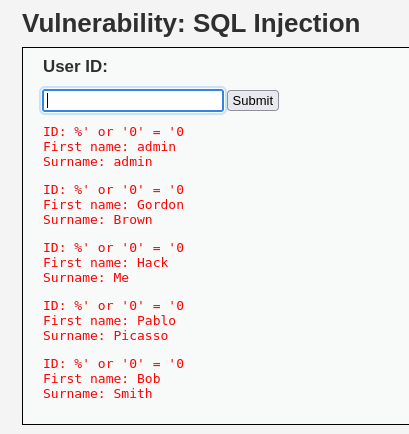 Vulnerability: SQL Injection
User ID:
Submit
ID: %' or '0' = '0
First name: admin
Surname: admin
ID: %' or '0' = '0
First name: Gordon
Surname: Brown
ID: %' or '0' = '0
First name: Hack
Surname: Me
ID: %' or '0' = '0
First name: Pablo
Surname: Picasso
ID: %' or '0' = '0
First name: Bob
Surname: Smith